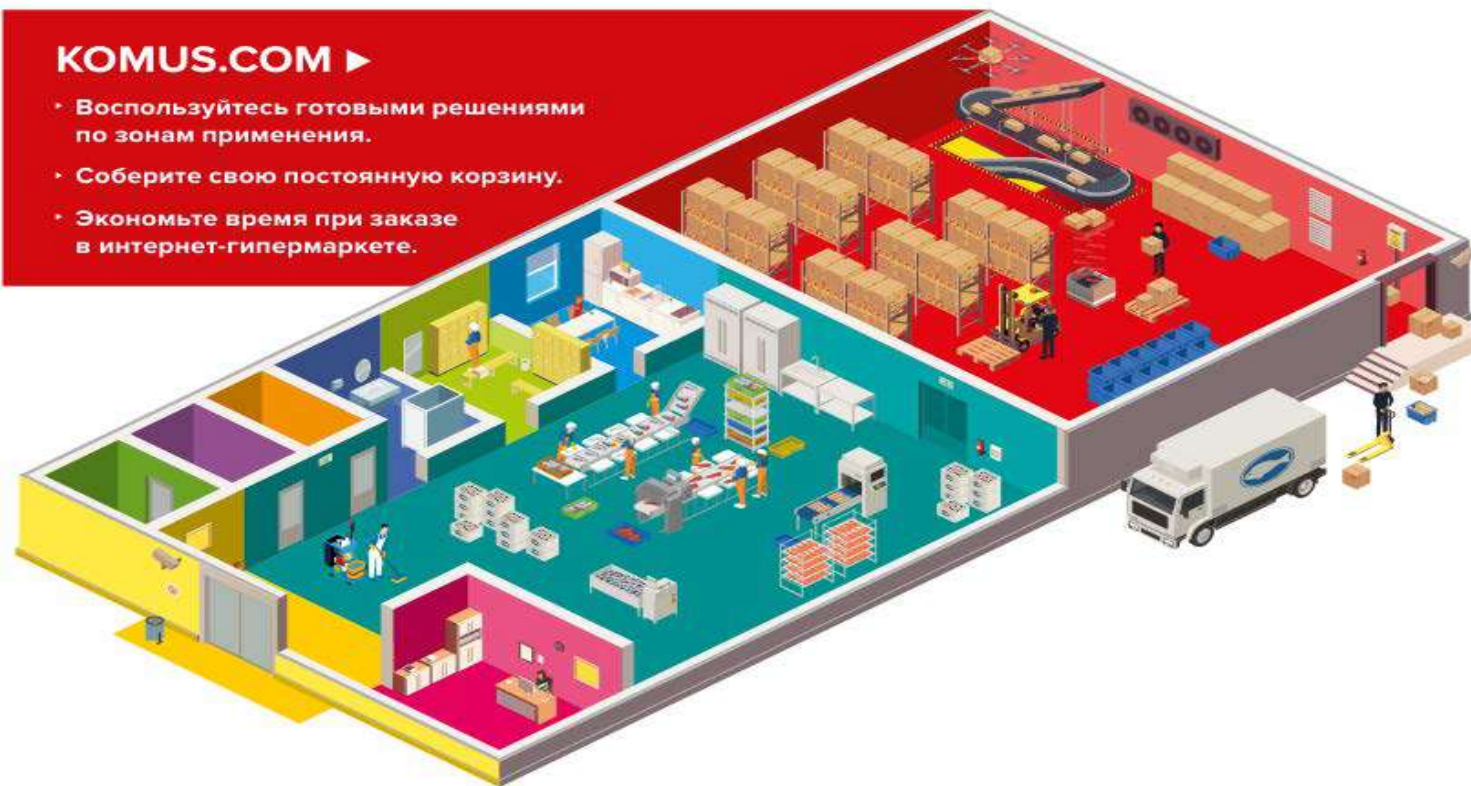 KOMUS.COM ►
‣ Воспользуйтесь готовыми решениями
по зонам применения.
‣ Соберите свою постоянную корзину.
‣ Экономьте время при заказе
в интернет-гипермаркете.